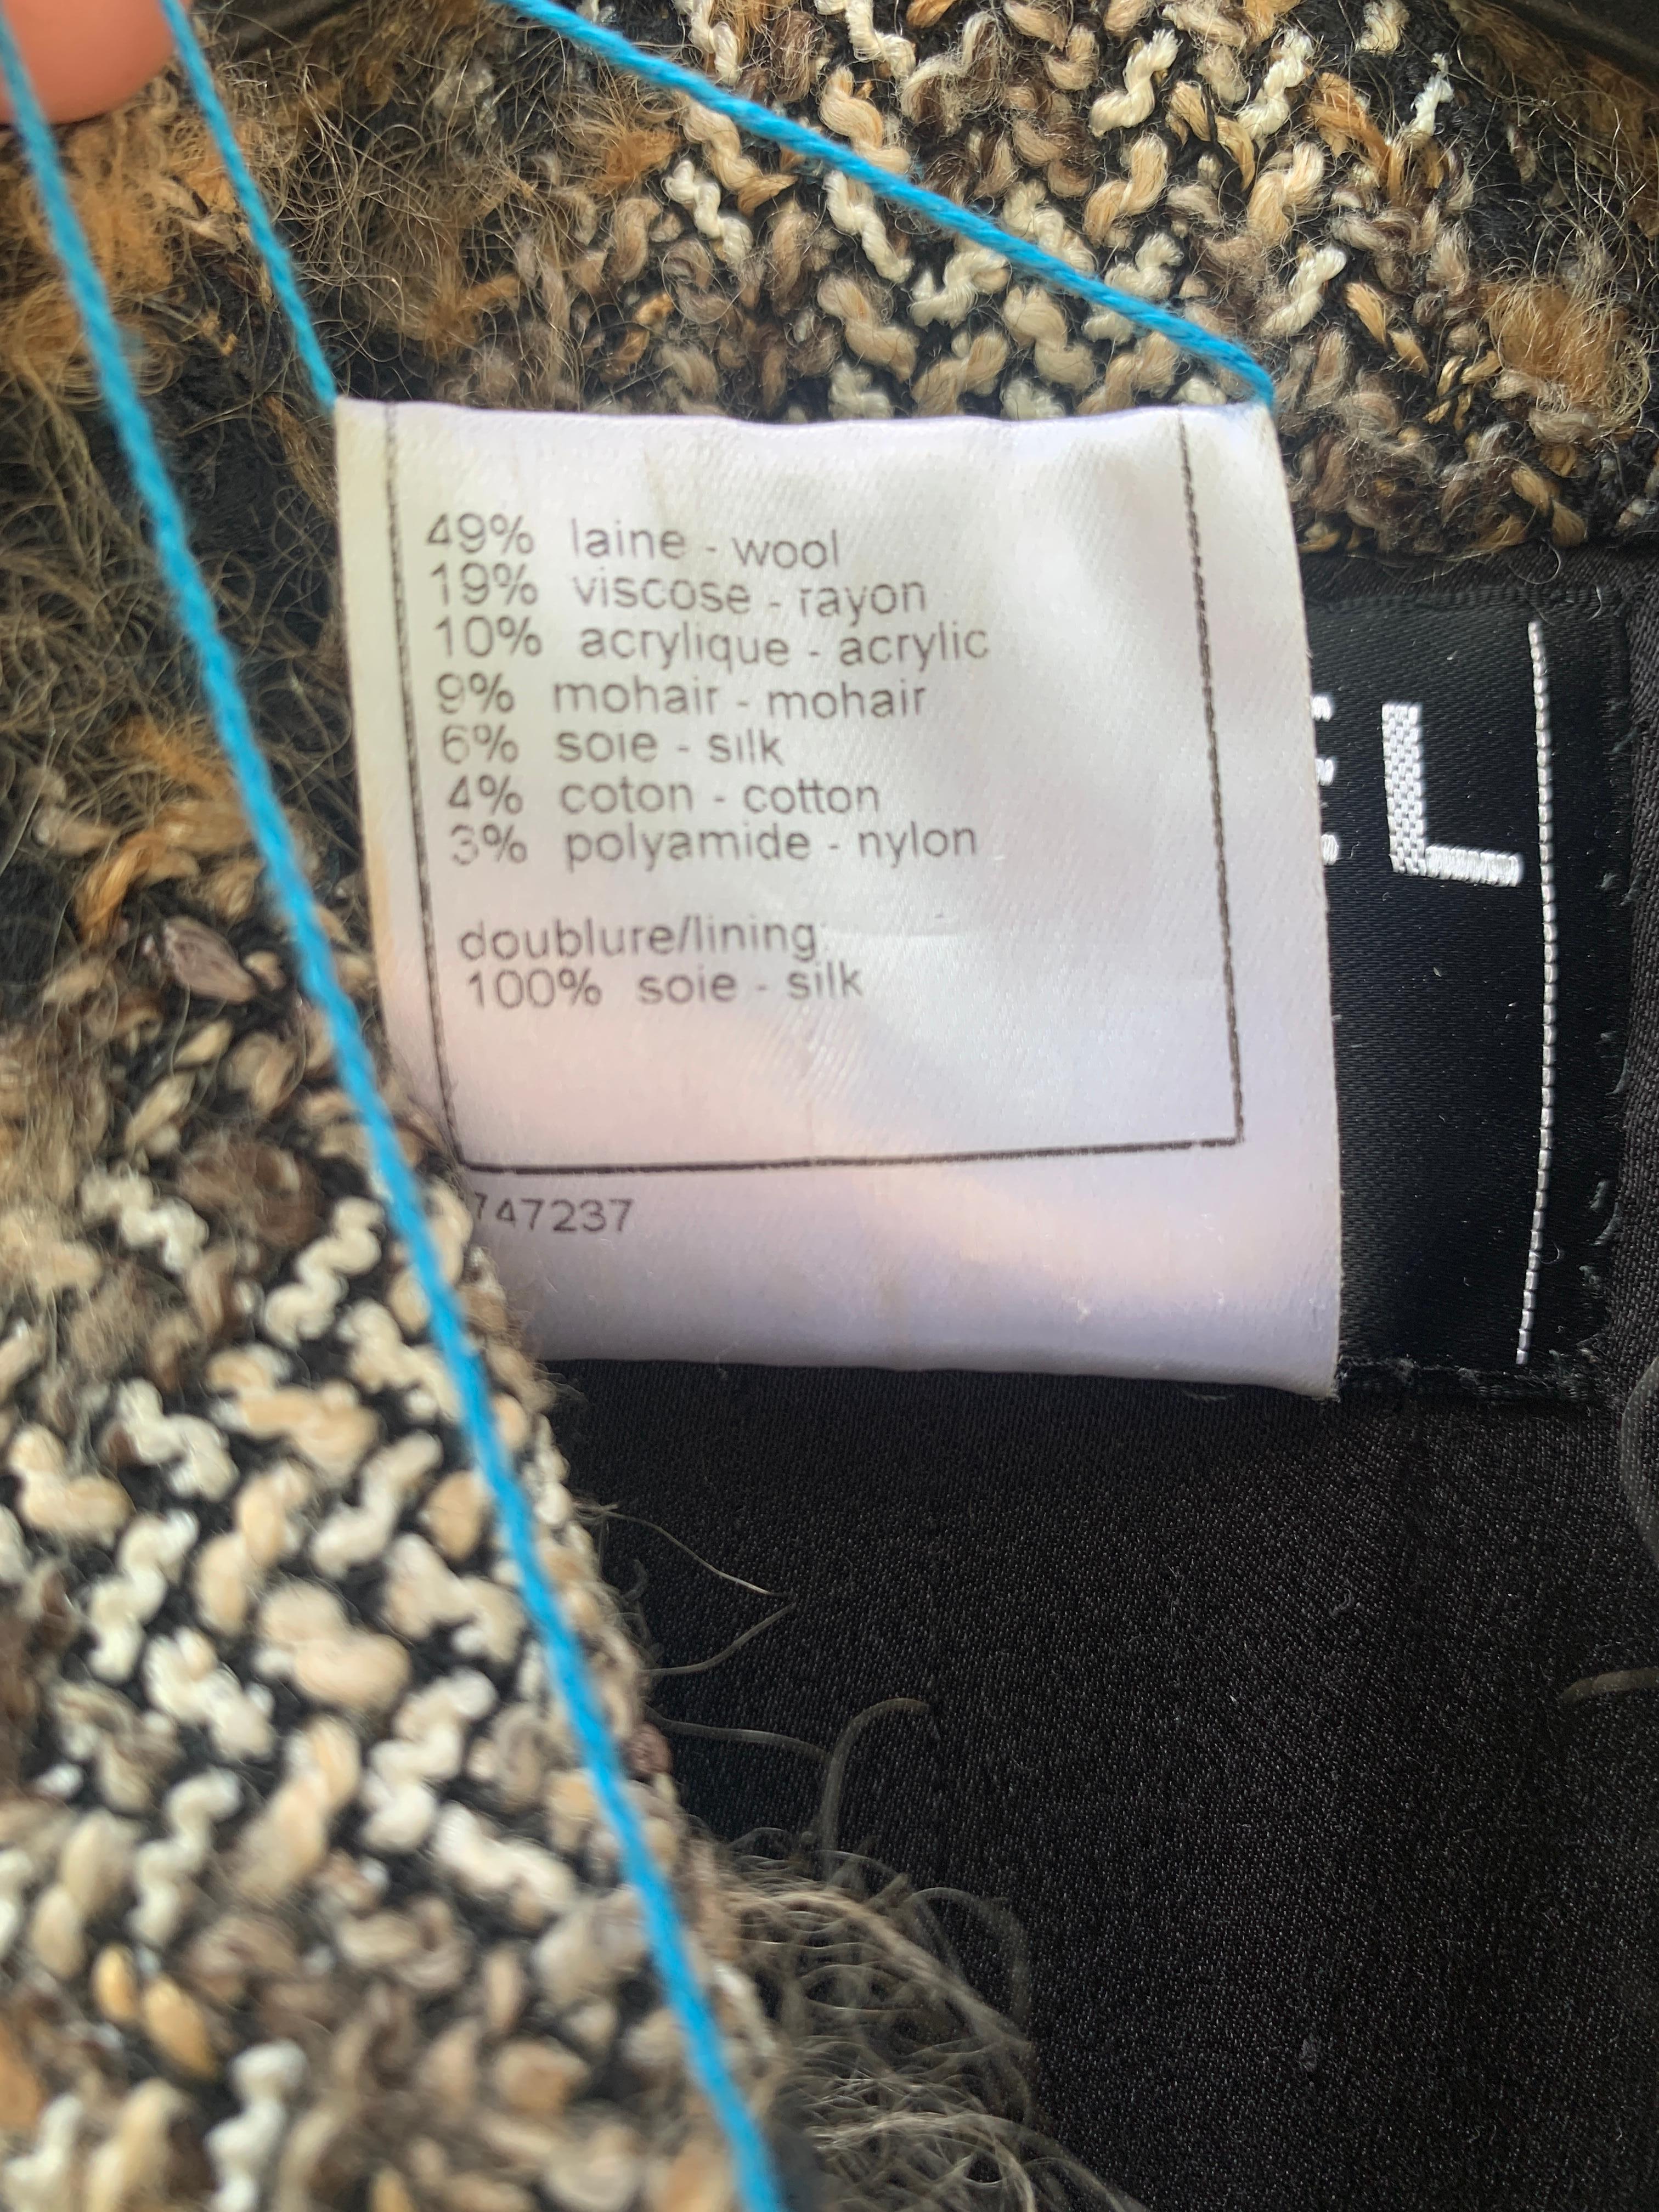 49% laine - wool
19% viscose - rayon
10% acrylique - acrylic
9% mohair - mohair
6% soie - silk
4% coton - cotton
3% polyamide - nylon
doublure/lining:
100% soie - silk
747237
L